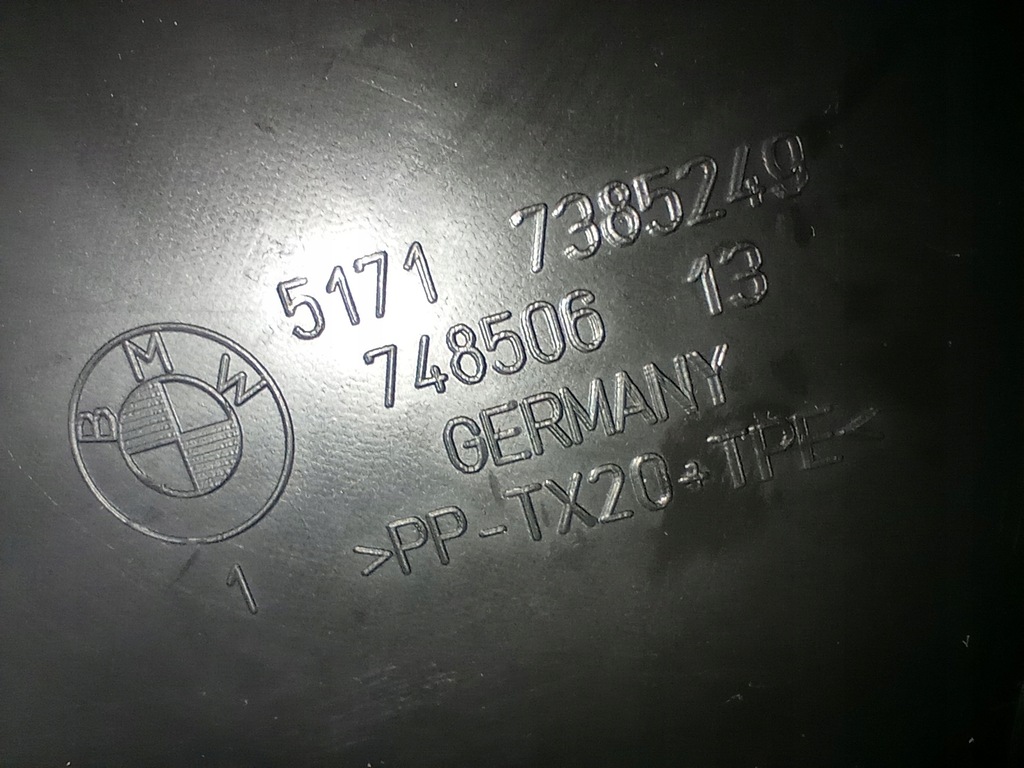 5171 7385249
748506 13
GERMANY
>PP-TX20+TPE<
BMW
1